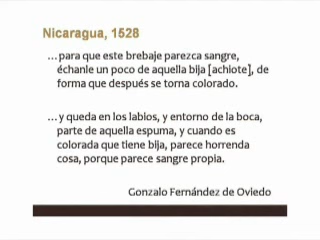 Nicaragua, 1528
...para que este brebaje parezca sangre,
échanle un poco de aquella bija [achiote], de
forma que después se torna colorado.
...y queda en los labios, y entorno de la boca,
parte de aquella espuma, y cuando es
colorada que tiene bija, parece horrenda
cosa, porque parece sangre propia.
Gonzalo Fernández de Oviedo